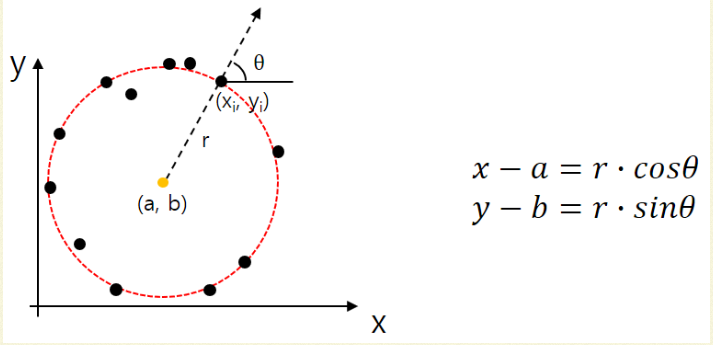 y
θ
(xᵢ, yᵢ)
r
(a, b)
x
x − a = r · cosθ
y − b = r · sinθ